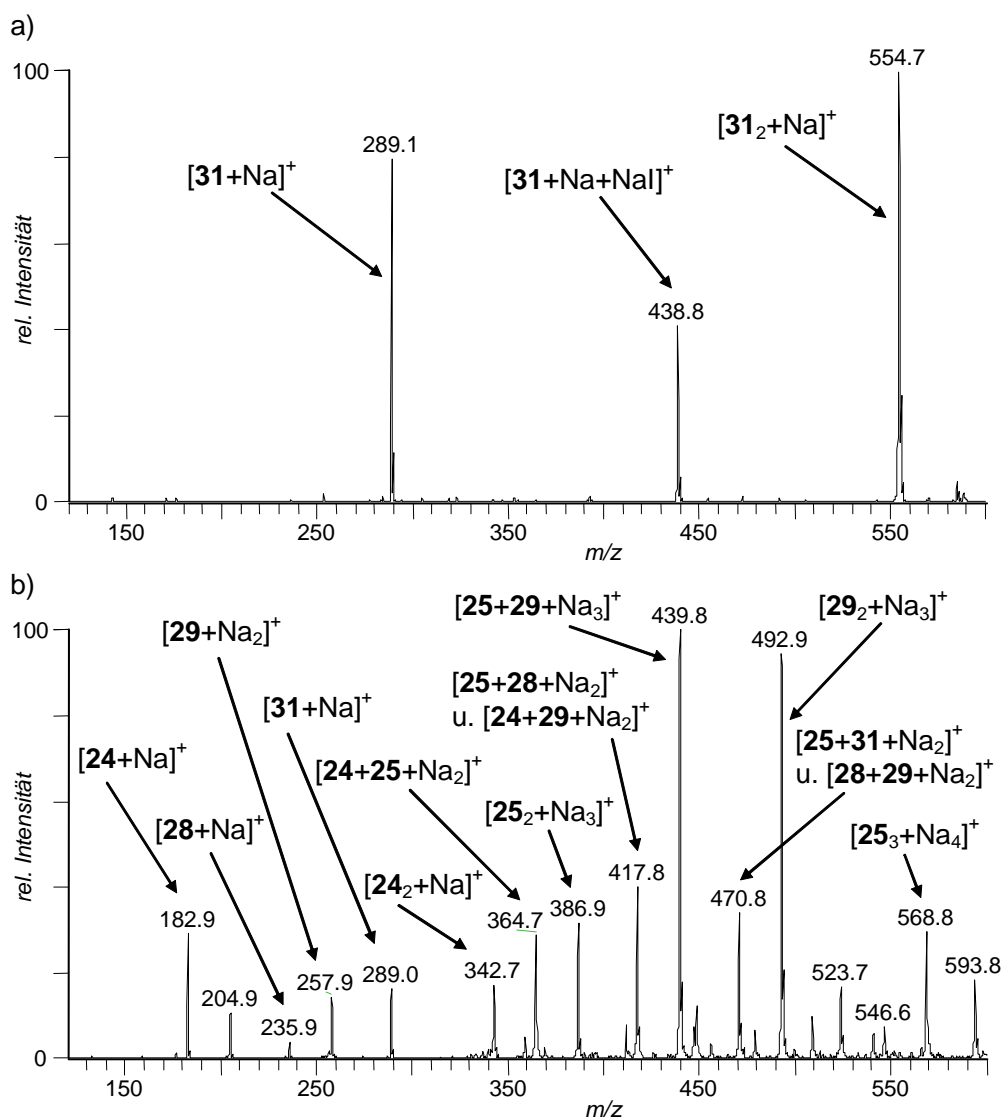 a)
100
554.7
[31₂+Na]⁺
289.1
[31+Na]⁺
[31+Na+NaI]⁺
438.8
rel. Intensität
0
150
250
350
450
550
m/z
b)
[25+29+Na₃]⁺
[29₂+Na₃]⁺
439.8
100
[29+Na₂]⁺
492.9
[25+28+Na₂]⁺
u. [24+29+Na₂]⁺
[31+Na]⁺
[25+31+Na₂]⁺
u. [28+29+Na₂]⁺
[24+Na]⁺
[24+25+Na₂]⁺
[28+Na]⁺
[25₂+Na₃]⁺
[25₃+Na₄]⁺
[24₂+Na]⁺
417.8
470.8
182.9
364.7
386.9
568.8
204.9
257.9
289.0
342.7
593.8
523.7
235.9
546.6
rel. Intensität
0
150
250
350
450
550
m/z